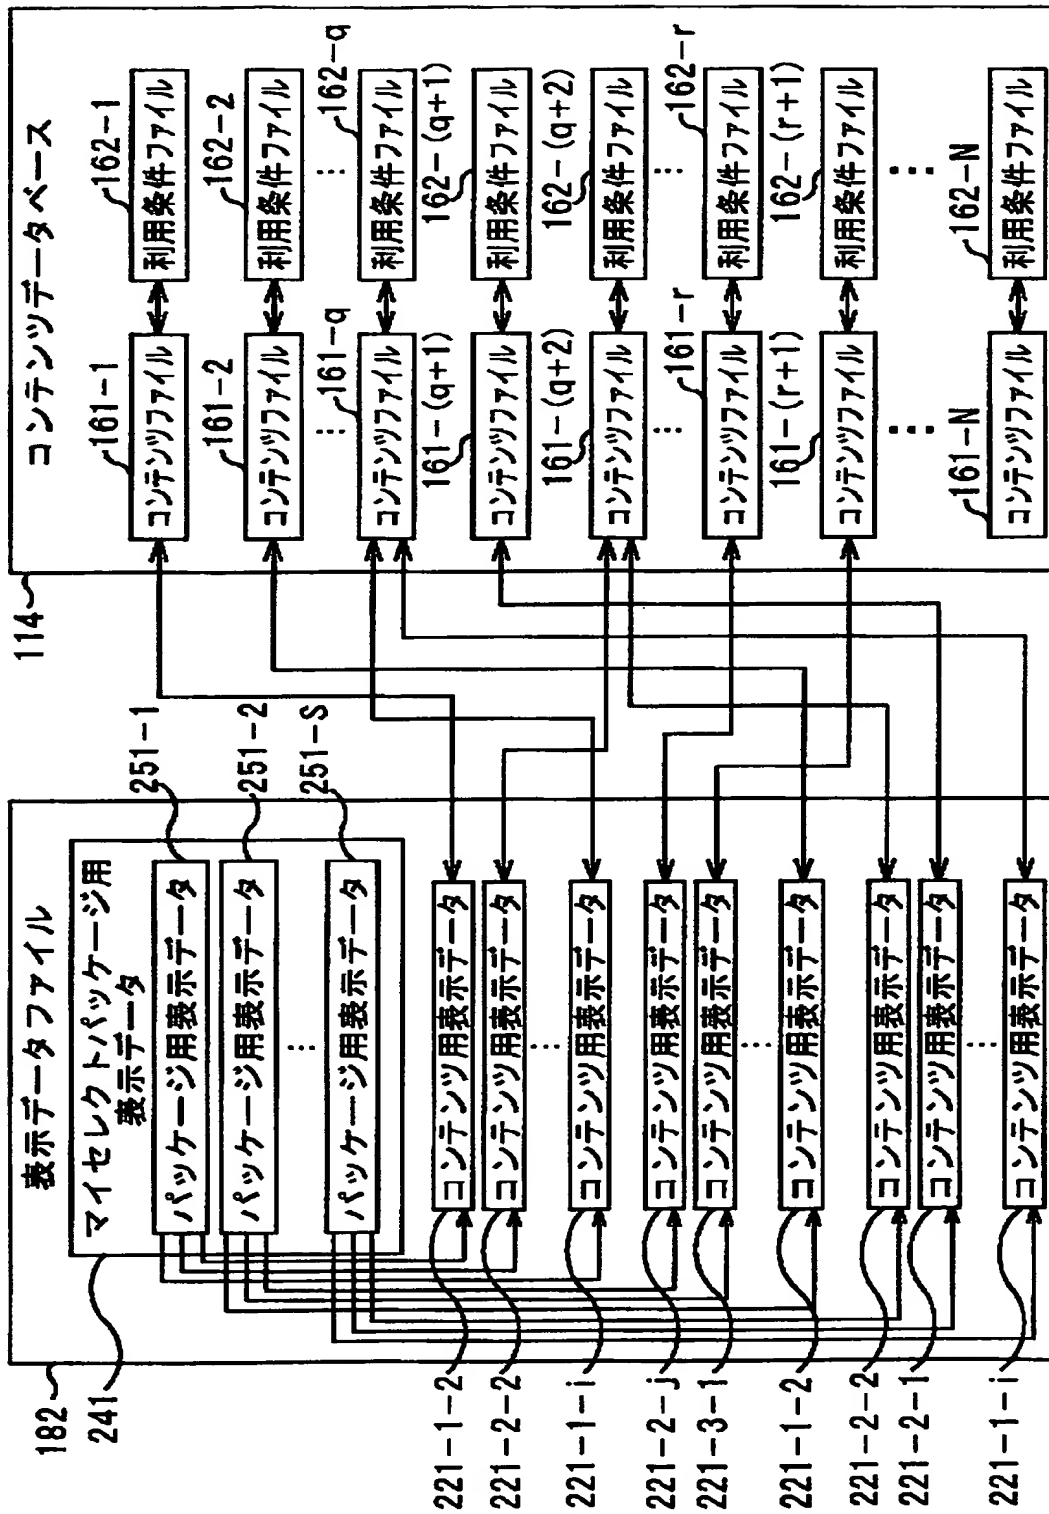 表示データファイル
182
241
マイセレクトパッケージ用
表示データ
パッケージ用表示データ
251-1
パッケージ用表示データ
251-2
⋮
パッケージ用表示データ
251-S
221-1-2
コンテンツ用表示データ
221-2-2
コンテンツ用表示データ
⋮
221-1-i
コンテンツ用表示データ
221-2-j
コンテンツ用表示データ
221-3-1
コンテンツ用表示データ
⋮
221-1-2
コンテンツ用表示データ
⋮
221-2-2
コンテンツ用表示データ
221-2-1
コンテンツ用表示データ
⋮
221-1-i
コンテンツ用表示データ
114
コンテンツデータベース
161-1
コンテンツファイル
162-1
利用条件ファイル
161-2
コンテンツファイル
162-2
利用条件ファイル
⋮
⋮
161-q
コンテンツファイル
162-q
利用条件ファイル
161-(q+1)
コンテンツファイル
162-(q+1)
利用条件ファイル
161-(q+2)
コンテンツファイル
162-(q+2)
利用条件ファイル
⋮
⋮
161-r
コンテンツファイル
162-r
利用条件ファイル
161-(r+1)
コンテンツファイル
162-(r+1)
利用条件ファイル
⋮
⋮
161-N
コンテンツファイル
162-N
利用条件ファイル